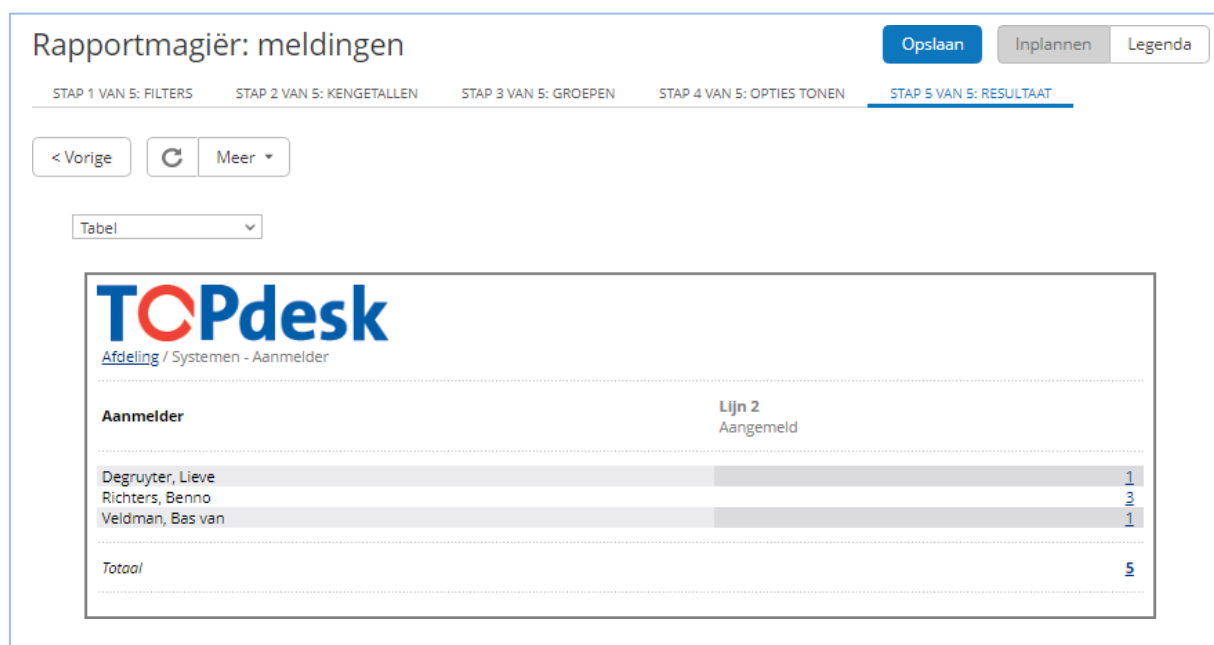 Rapportmagiër: meldingen
Opslaan Inplannen Legenda
STAP 1 VAN 5: FILTERS STAP 2 VAN 5: KENGETALLEN STAP 3 VAN 5: GROEPEN STAP 4 VAN 5: OPTIES TONEN STAP 5 VAN 5: RESULTAAT
< Vorige Meer
Tabel
TOPdesk
Afdeling / Systemen - Aanmelder
Aanmelder Lijn 2
Aangemeld
Degruyter, Lieve 1
Richters, Benno 3
Veldman, Bas van 1
Totaal 5